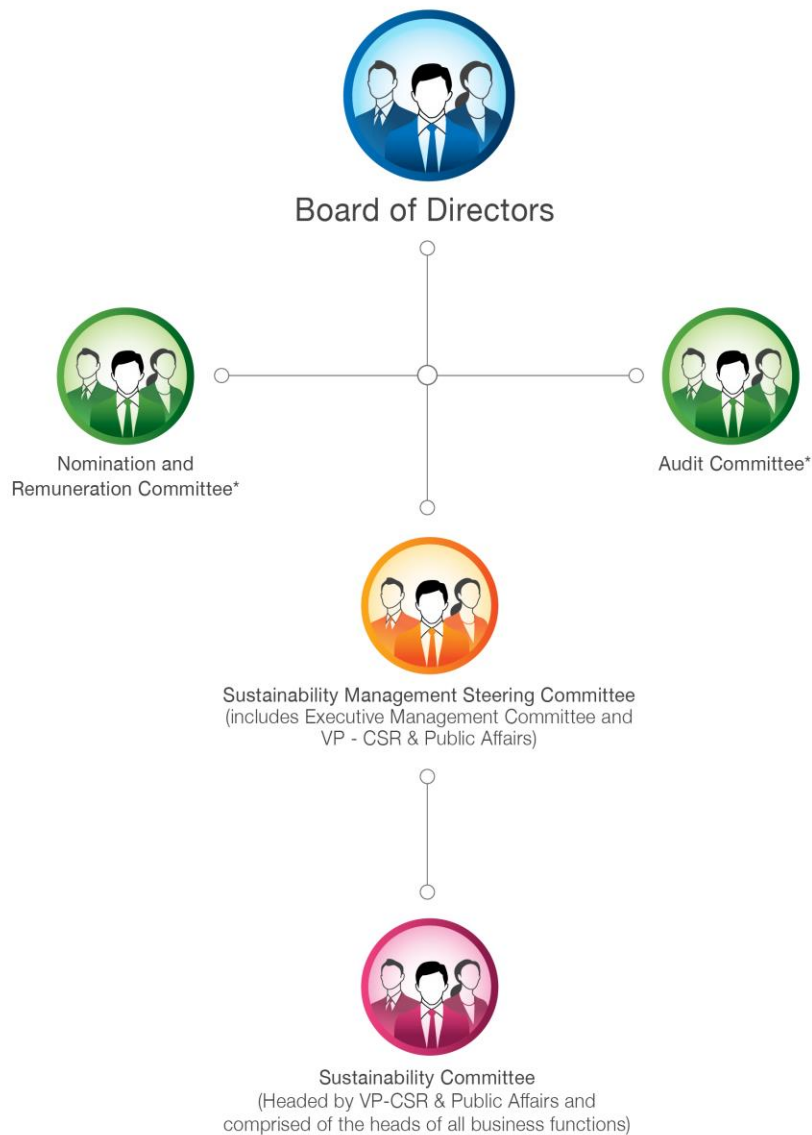 Board of Directors
Nomination and
Remuneration Committee*
Audit Committee*
Sustainability Management Steering Committee
(includes Executive Management Committee and
VP - CSR & Public Affairs)
Sustainability Committee
(Headed by VP-CSR & Public Affairs and
comprised of the heads of all business functions)